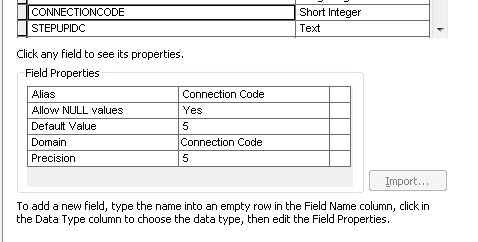 CONNECTIONCODE Short Integer
STEPUPIDC Text
Click any field to see its properties.
Field Properties
Alias Connection Code
Allow NULL values Yes
Default Value 5
Domain Connection Code
Precision 5
Import...
To add a new field, type the name into an empty row in the Field Name column, click in
the Data Type column to choose the data type, then edit the Field Properties.